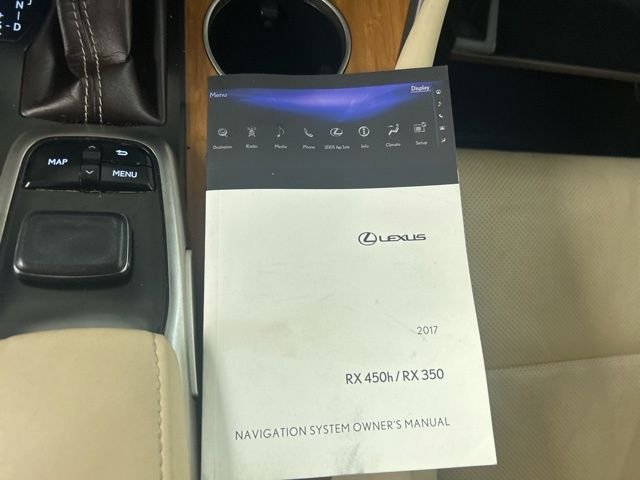 N
D
Menu
Display
Destination
Radio
Media
Phone
LEXUS App Suite
Info
Climate
Setup
MAP
MENU
LEXUS
2017
RX 450h / RX 350
NAVIGATION SYSTEM OWNER'S MANUAL